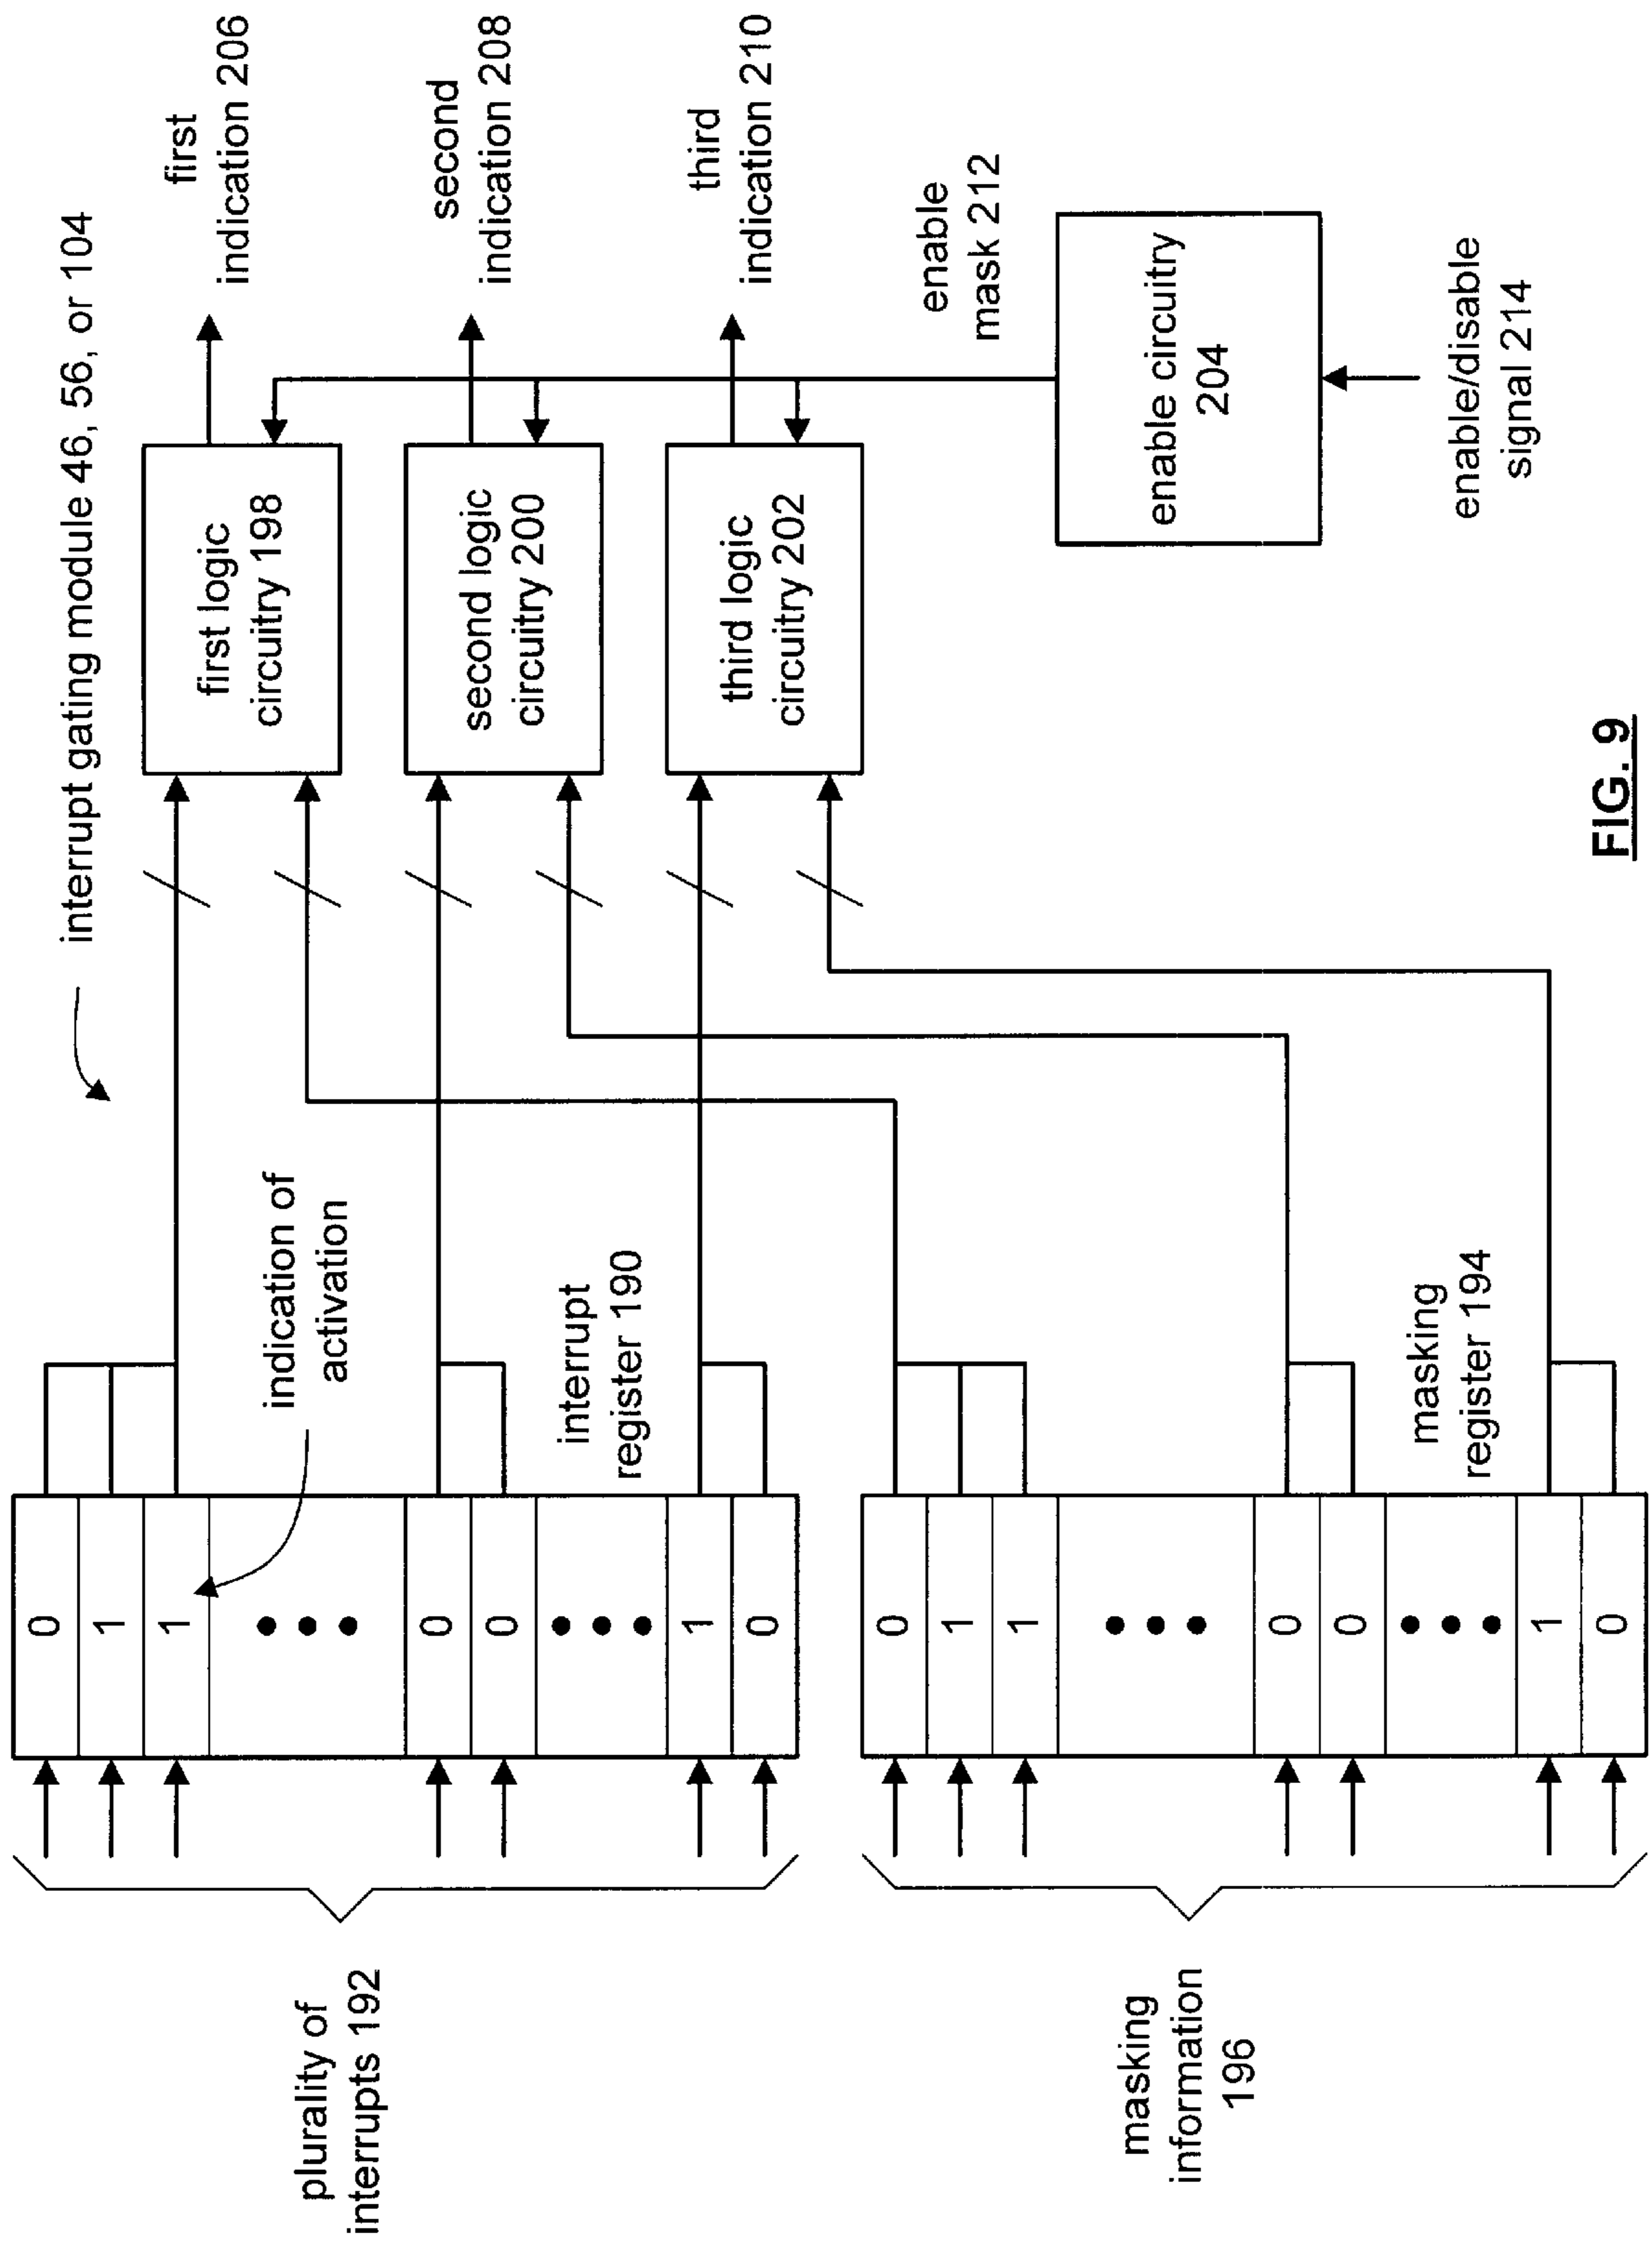 interrupt gating module 46, 56, or 104
plurality of
interrupts 192
0
1
1
0
0
1
0
indication of
activation
interrupt
register 190
first logic
circuitry 198
second logic
circuitry 200
third logic
circuitry 202
first
indication 206
second
indication 208
third
indication 210
masking
information
196
0
1
1
0
0
1
0
masking
register 194
enable
mask 212
enable circuitry
204
enable/disable
signal 214
FIG. 9